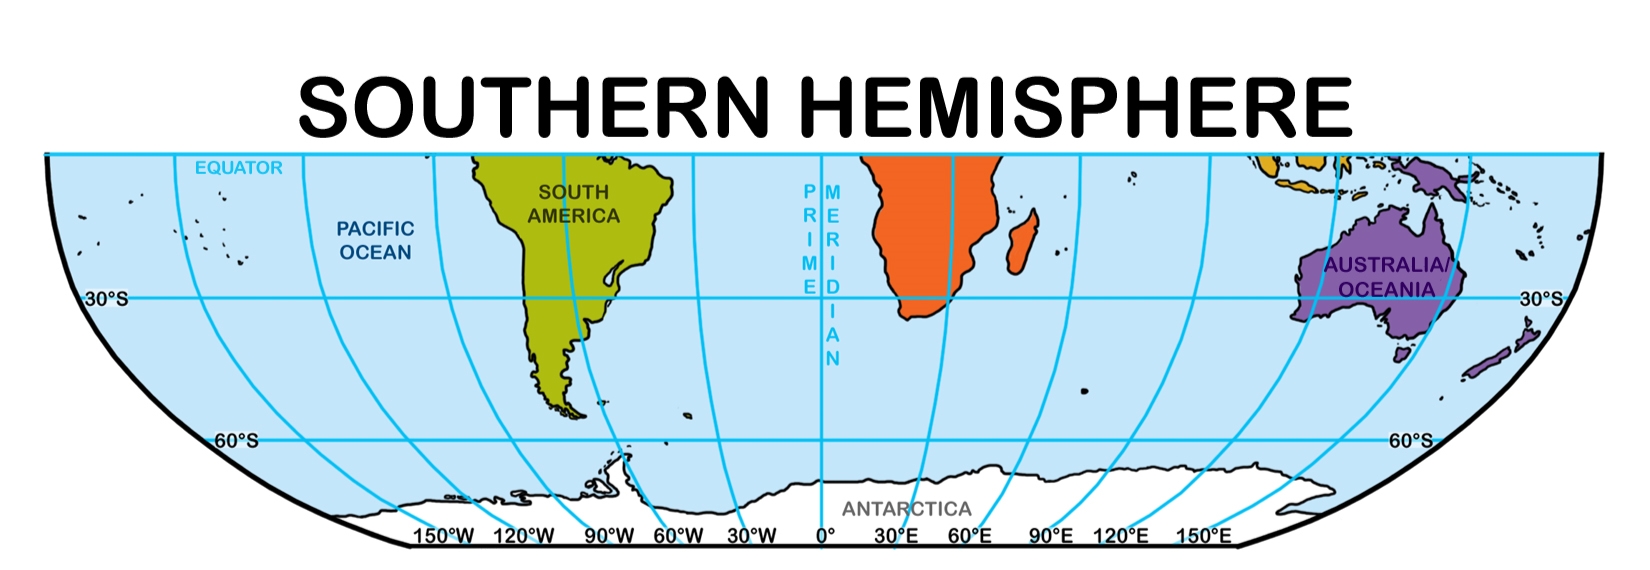 SOUTHERN HEMISPHERE
EQUATOR
SOUTH
AMERICA
PACIFIC
OCEAN
PRIME
MERIDIAN
AUSTRALIA/
OCEANIA
30°S
30°S
60°S
60°S
ANTARCTICA
150°W 120°W 90°W 60°W 30°W 0° 30°E 60°E 90°E 120°E 150°E